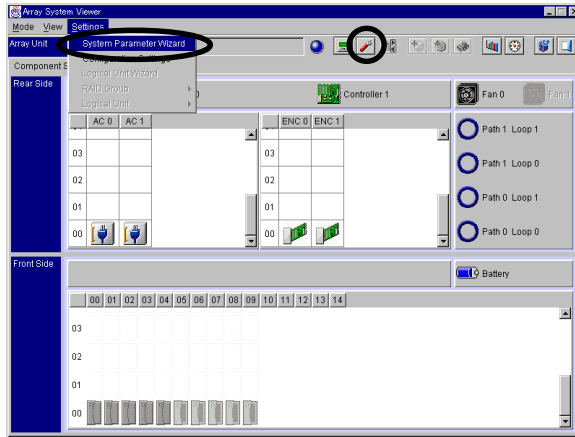 Array System Viewer
Mode View Settings
Array Unit
System Parameter Wizard
Configuration Settings
Logical Unit Wizard
RAID Group
Logical Unit
Component S
Rear Side
0
Controller 1
Fan 0
Fan 1
AC 0 AC 1
ENC 0 ENC 1
03
02
01
00
03
02
01
00
Path 1 Loop 1
Path 1 Loop 0
Path 0 Loop 1
Path 0 Loop 0
Front Side
Battery
00 01 02 03 04 05 06 07 08 09 10 11 12 13 14
03
02
01
00